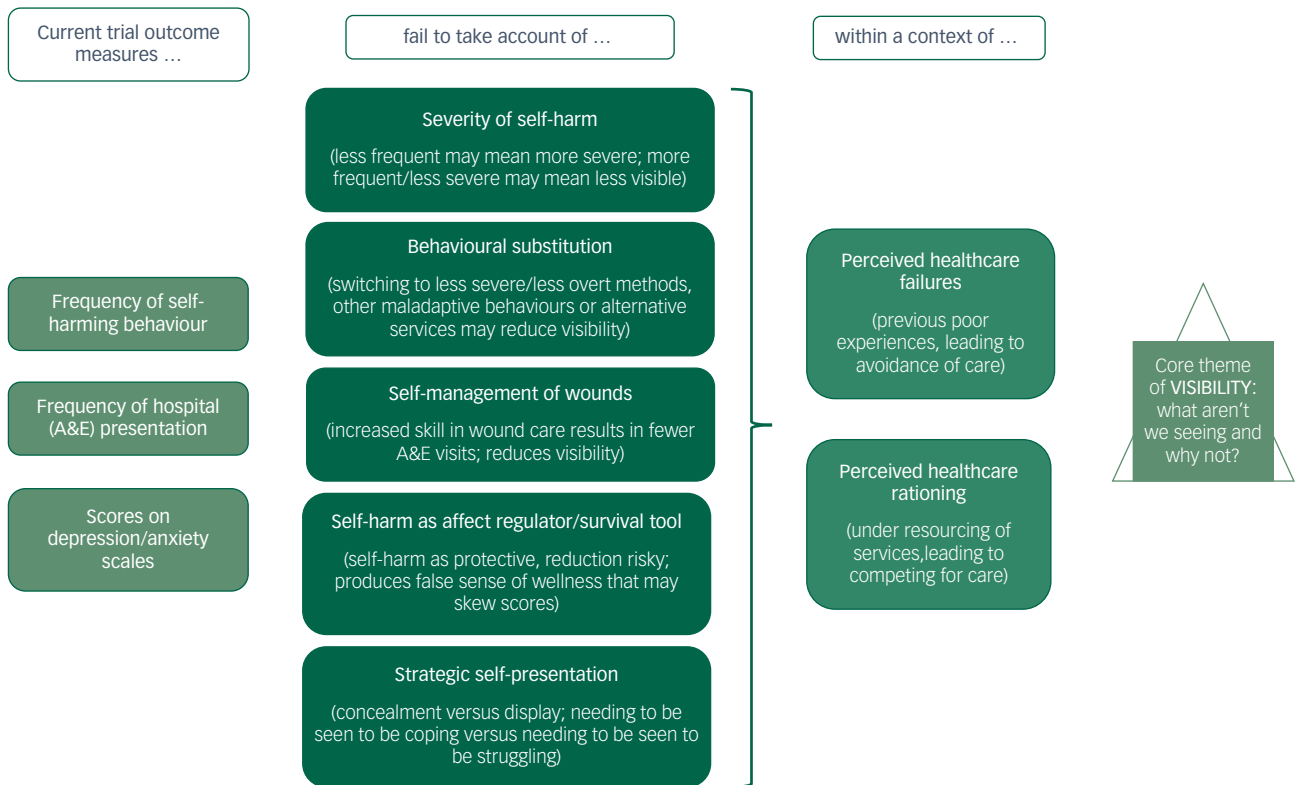 Current trial outcome
measures …
fail to take account of …
within a context of …
Frequency of self-
harming behaviour
Frequency of hospital
(A&E) presentation
Scores on
depression/anxiety
scales
Severity of self-harm
(less frequent may mean more severe; more
frequent/less severe may mean less visible)
Behavioural substitution
(switching to less severe/less overt methods,
other maladaptive behaviours or alternative
services may reduce visibility)
Self-management of wounds
(increased skill in wound care results in fewer
A&E visits; reduces visibility)
Self-harm as affect regulator/survival tool
(self-harm as protective, reduction risky;
produces false sense of wellness that may
skew scores)
Strategic self-presentation
(concealment versus display; needing to be
seen to be coping versus needing to be seen to
be struggling)
Perceived healthcare
failures
(previous poor
experiences, leading to
avoidance of care)
Perceived healthcare
rationing
(under resourcing of
services,leading to
competing for care)
Core theme
of VISIBILITY:
what aren't
we seeing and
why not?